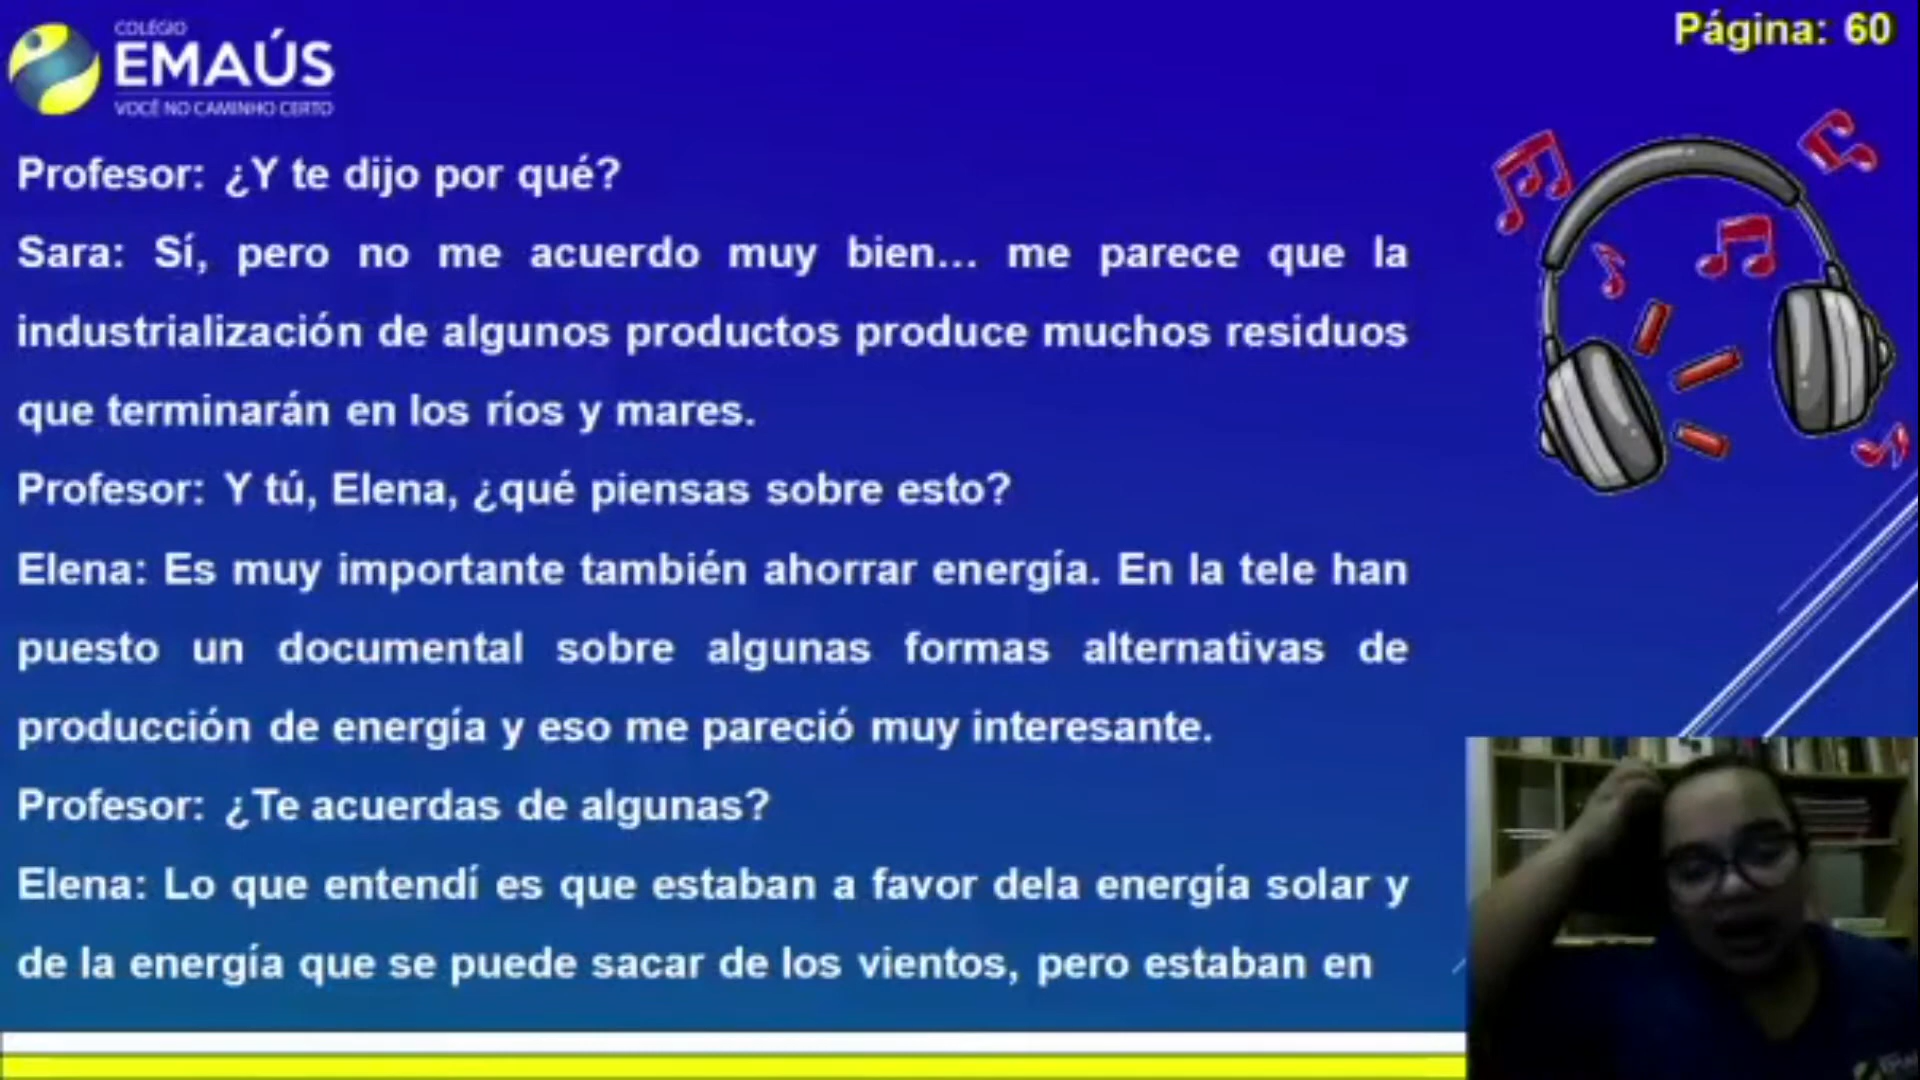 COLÉGIO
EMAÚS
VOCÊ NO CAMINHO CERTO
Página: 60
Profesor: ¿Y te dijo por qué?
Sara: Sí, pero no me acuerdo muy bien... me parece que la
industrialización de algunos productos produce muchos residuos
que terminarán en los ríos y mares.
Profesor: Y tú, Elena, ¿qué piensas sobre esto?
Elena: Es muy importante también ahorrar energía. En la tele han
puesto un documental sobre algunas formas alternativas de
producción de energía y eso me pareció muy interesante.
Profesor: ¿Te acuerdas de algunas?
Elena: Lo que entendí es que estaban a favor dela energía solar y
de la energía que se puede sacar de los vientos, pero estaban en